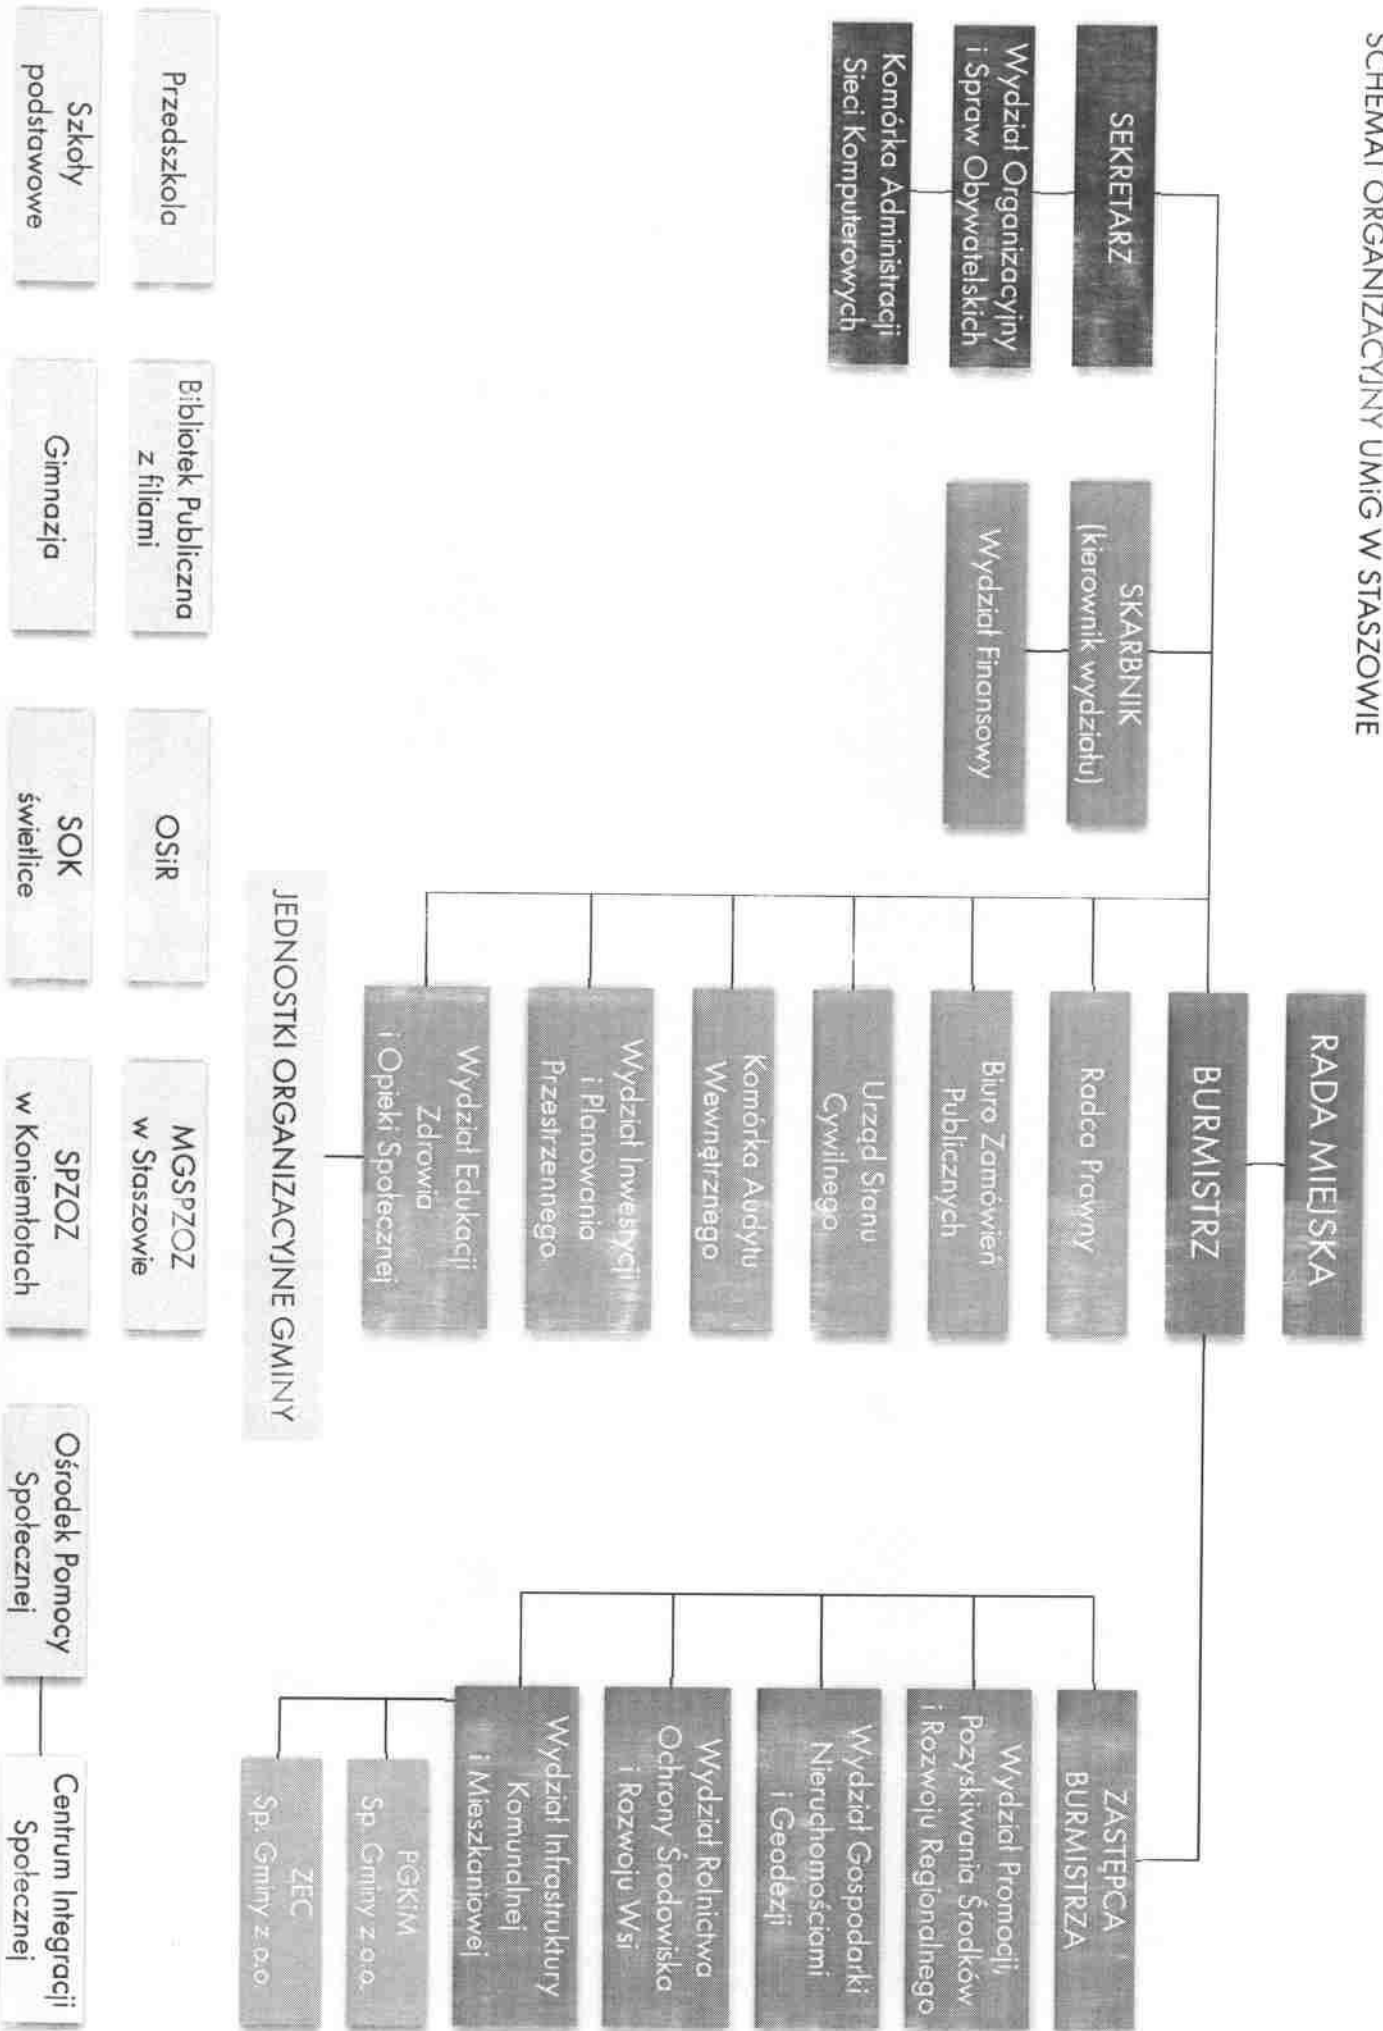 SCHEMAT ORGANIZACYJNY UMiG W STASZOWIE
RADA MIEJSKA
BURMISTRZ
SEKRETARZ
Wydział Organizacyjny
i Spraw Obywatelskich
Komórka Administracji
Sieci Komputerowych
SKARBNIK
(kierownik wydziału)
Wydział Finansowy
Radca Prawny
Biuro Zamówień
Publicznych
Urząd Stanu
Cywilnego
Komórka Audytu
Wewnętrznego
Wydział Inwestycji
i Planowania
Przestrzennego
Wydział Edukacji
Zdrowia
i Opieki Społecznej
ZASTĘPCA
BURMISTRZA
Wydział Promocji,
Pozyskiwania Środków
i Rozwoju Regionalnego
Wydział Gospodarki
Nieruchomościami
i Geodezji
Wydział Rolnictwa
Ochrony Środowiska
i Rozwoju Wsi
Wydział Infrastruktury
Komunalnej
i Mieszkaniowej
PGKiM
Sp. Gminy z o.o.
ZEC
Sp. Gminy z o.o.
JEDNOSTKI ORGANIZACYJNE GMINY
Przedszkola
Bibliotek Publiczna
z filiami
OSiR
MGSPZOZ
w Staszowie
Szkoły
podstawowe
Gimnazja
SOK
świetlice
SPZOZ
w Koniemłotach
Ośrodek Pomocy
Społecznej
Centrum Integracji
Społecznej